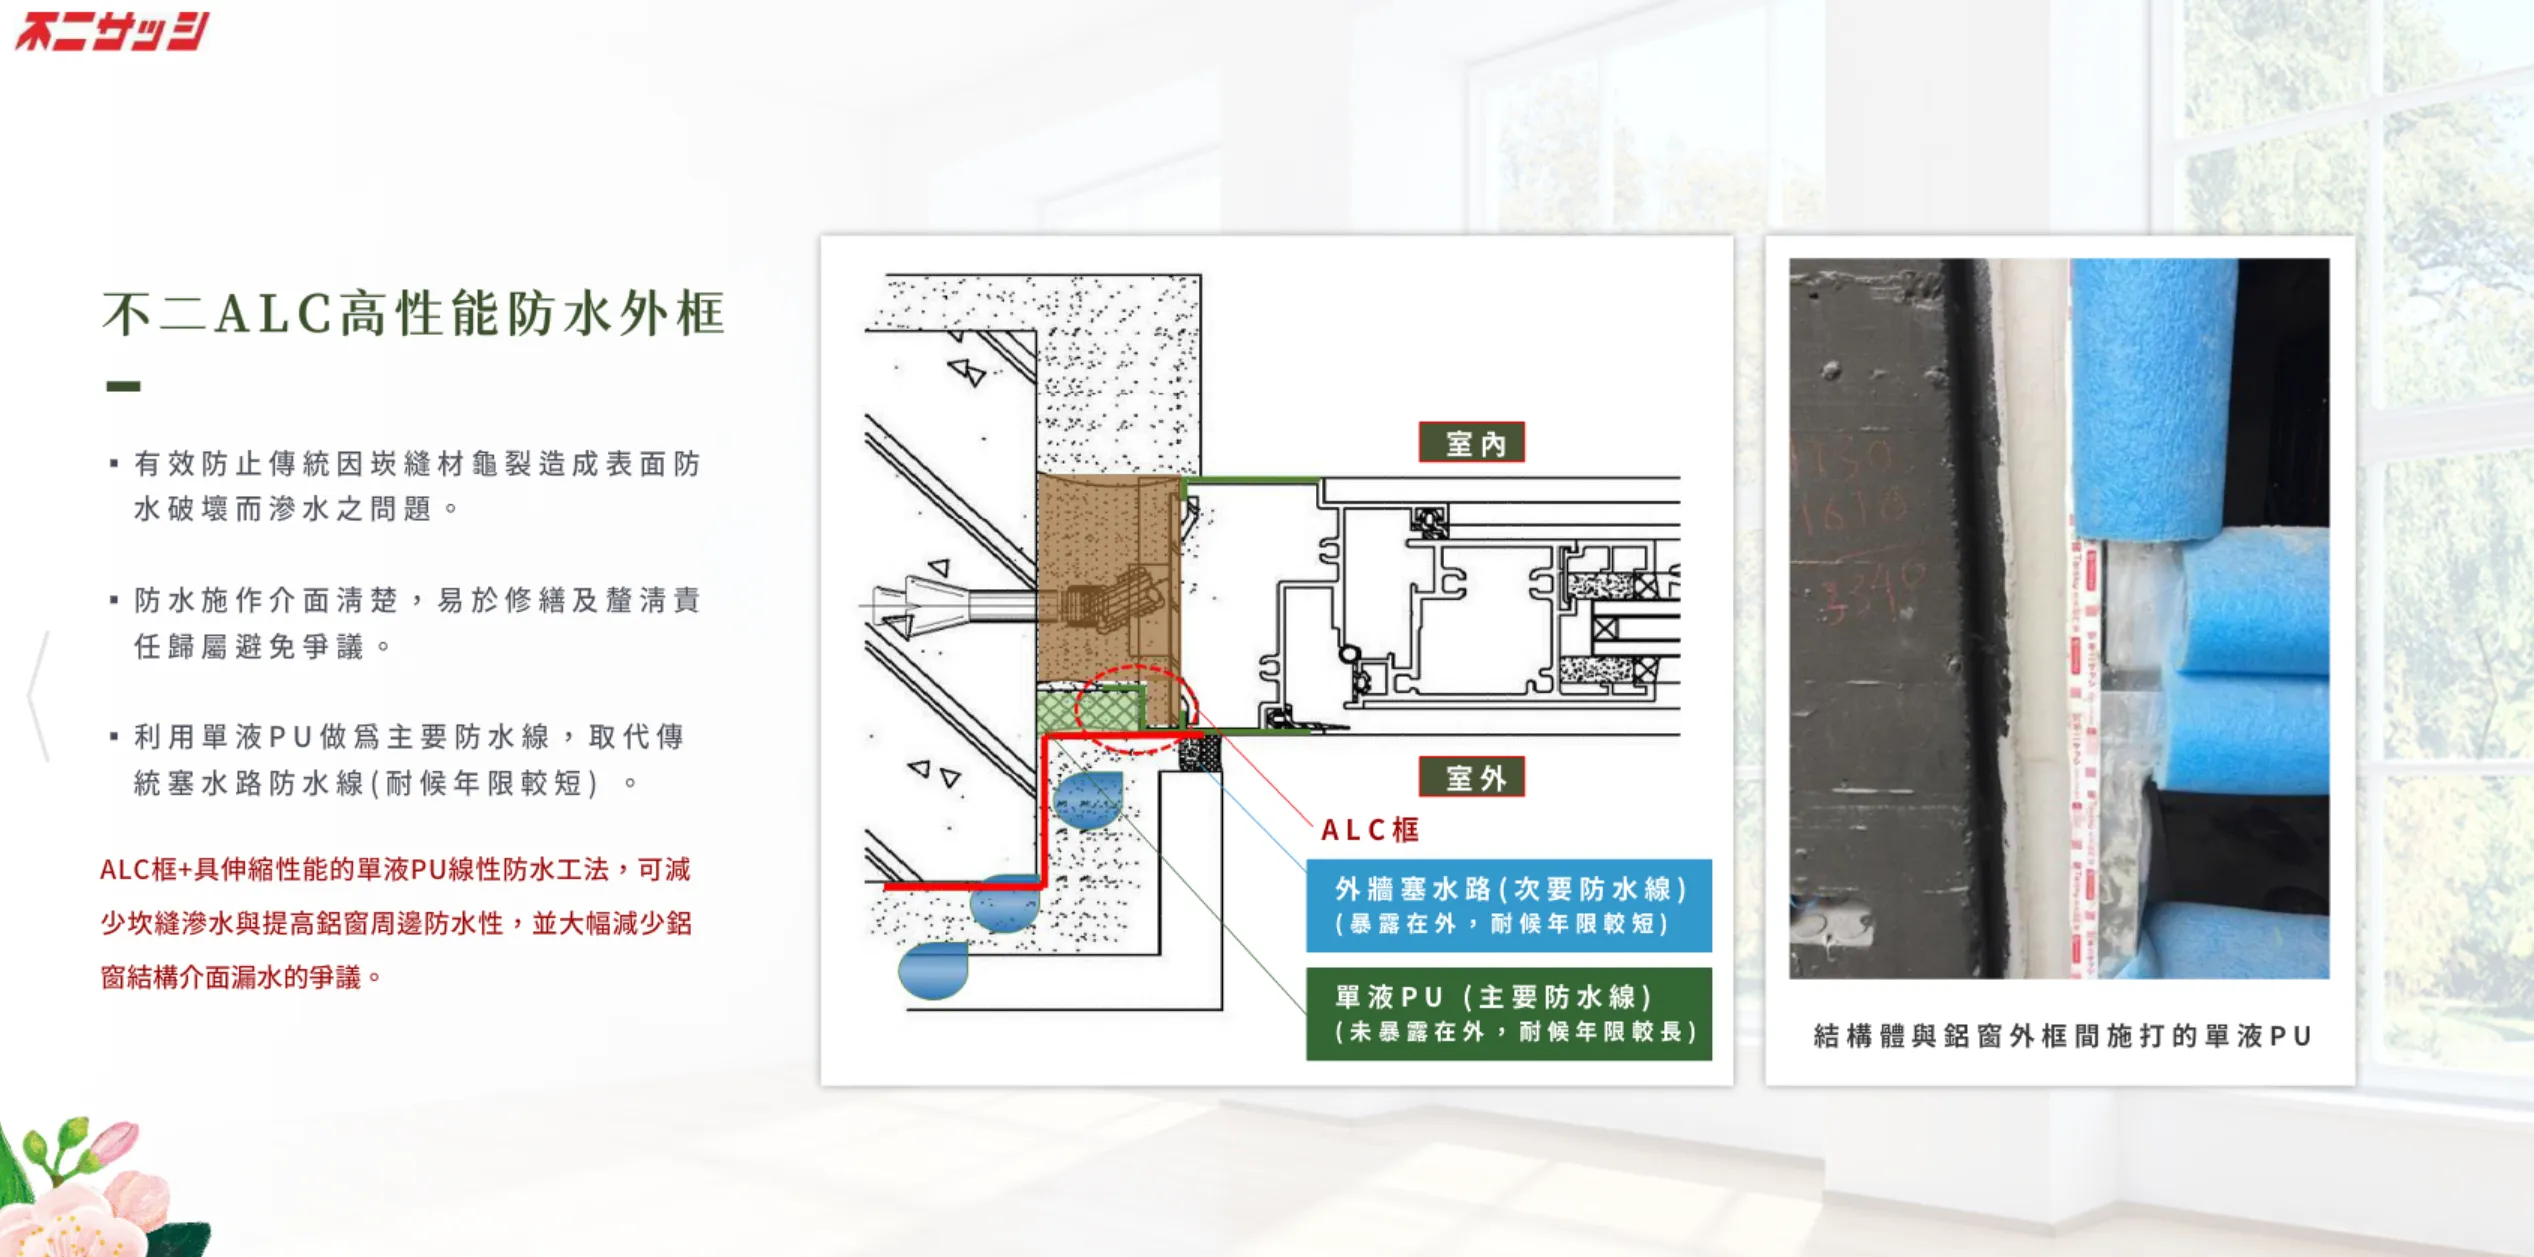 不二サッシ
不二ALC高性能防水外框
▪ 有效防止傳統因崁縫材龜裂造成表面防
水破壞而滲水之問題。
▪ 防水施作介面清楚，易於修繕及釐清責
任歸屬避免爭議。
▪ 利用單液PU做為主要防水線，取代傳
統塞水路防水線(耐候年限較短) 。
ALC框+具伸縮性能的單液PU線性防水工法，可減
少坎縫滲水與提高鋁窗周邊防水性，並大幅減少鋁
窗結構介面漏水的爭議。
室內
室外
ALC框
外牆塞水路(次要防水線)
(暴露在外，耐候年限較短)
單液PU (主要防水線)
(未暴露在外，耐候年限較長)
結構體與鋁窗外框間施打的單液PU